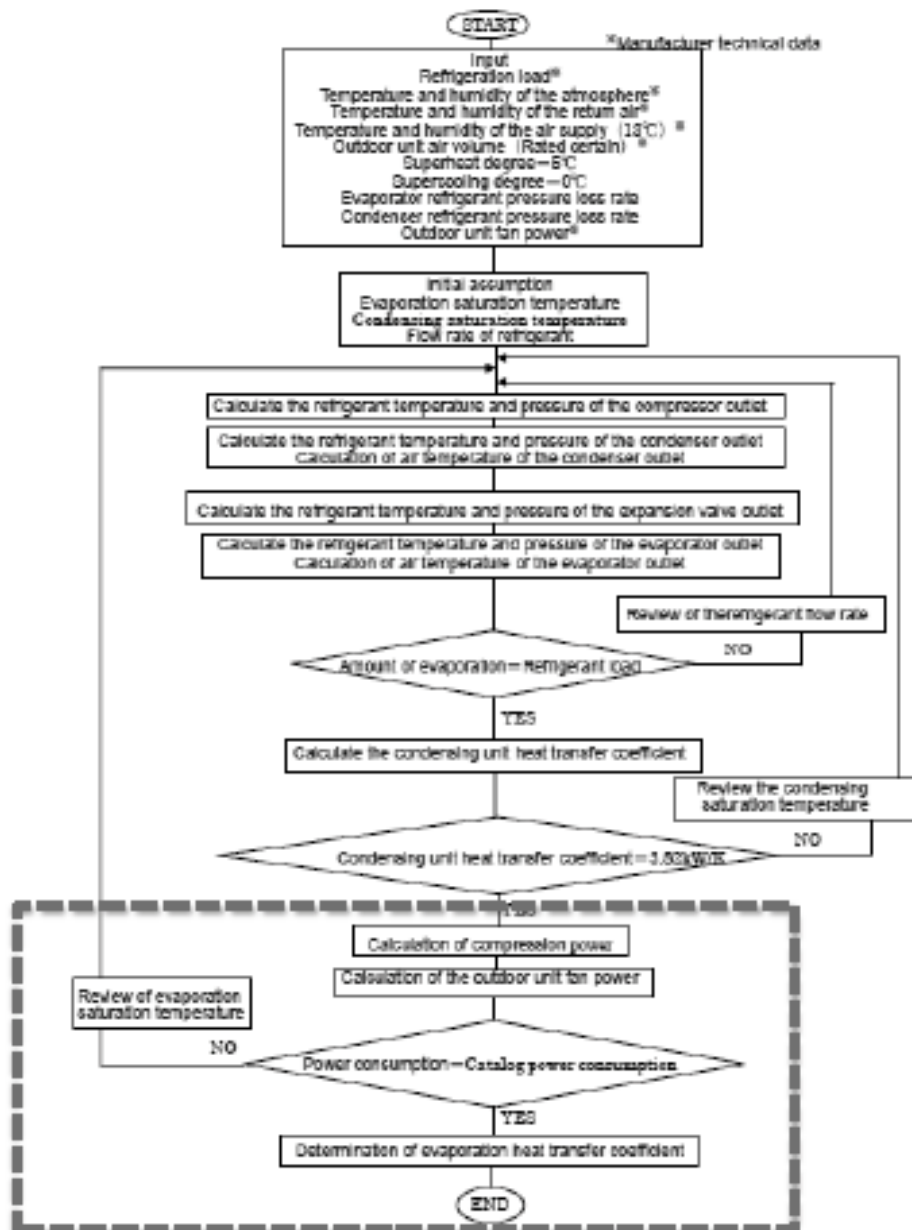 START
※Manufacturer technical data
Input
Refrigeration load※
Temperature and humidity of the atmosphere※
Temperature and humidity of the return air※
Temperature and humidity of the air supply (18℃) ※
Outdoor unit air volume (Rated certain) ※
Superheat degree=5℃
Supercooling degree=0℃
Evaporator refrigerant pressure loss rate
Condenser refrigerant pressure loss rate
Outdoor unit fan power※
Initial assumption
Evaporation saturation temperature
Condensing saturation temperature
Flow rate of refrigerant
Calculate the refrigerant temperature and pressure of the compressor outlet
Calculate the refrigerant temperature and pressure of the condenser outlet
Calculation of air temperature of the condenser outlet
Calculate the refrigerant temperature and pressure of the expansion valve outlet
Calculate the refrigerant temperature and pressure of the evaporator outlet
Calculation of air temperature of the evaporator outlet
Review of therefrigerant flow rate
Amount of evaporation=Refrigerant load
NO
YES
Calculate the condensing unit heat transfer coefficient
Review the condensing
saturation temperature
Condensing unit heat transfer coefficient=
NO
YES
Calculation of compression power
Calculation of the outdoor unit fan power
Review of evaporation
saturation temperature
NO
Power consumption=Catalog power consumption
YES
Determination of evaporation heat transfer coefficient
END